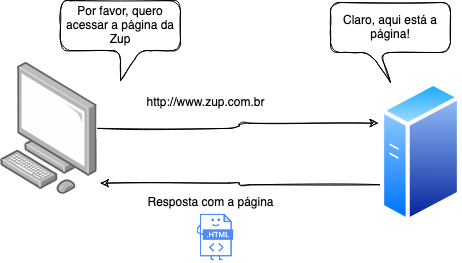 Por favor, quero
acessar a página da
Zup
Claro, aqui está a
página!
http://www.zup.com.br
Resposta com a página
.HTML